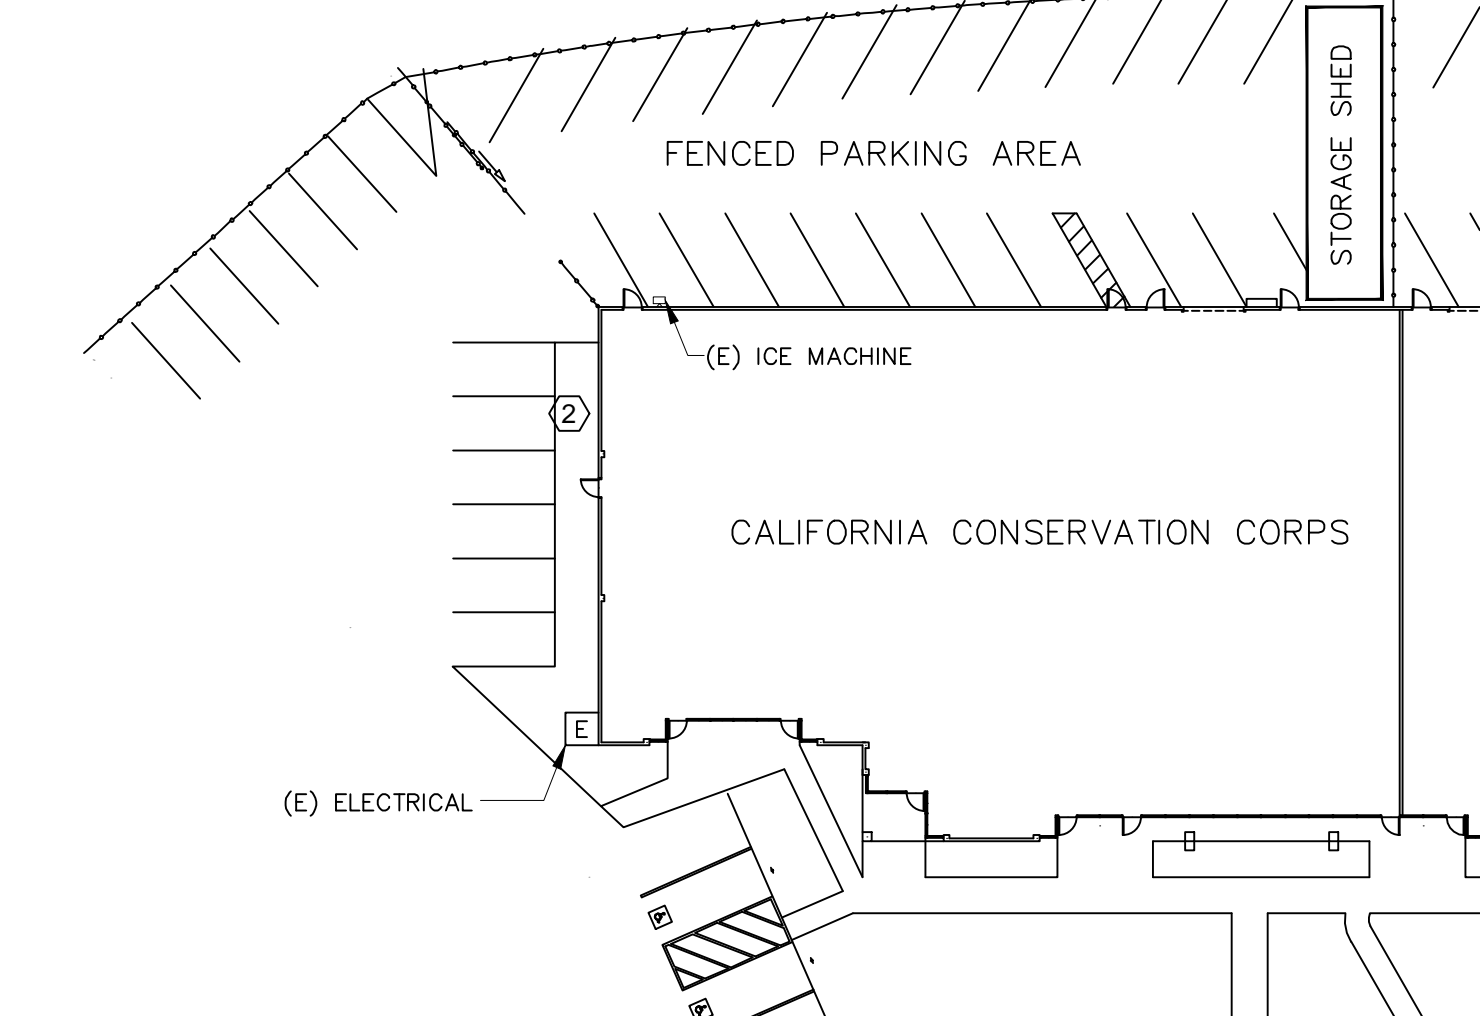 FENCED PARKING AREA
STORAGE SHED
(E) ICE MACHINE
2
CALIFORNIA CONSERVATION CORPS
E
(E) ELECTRICAL